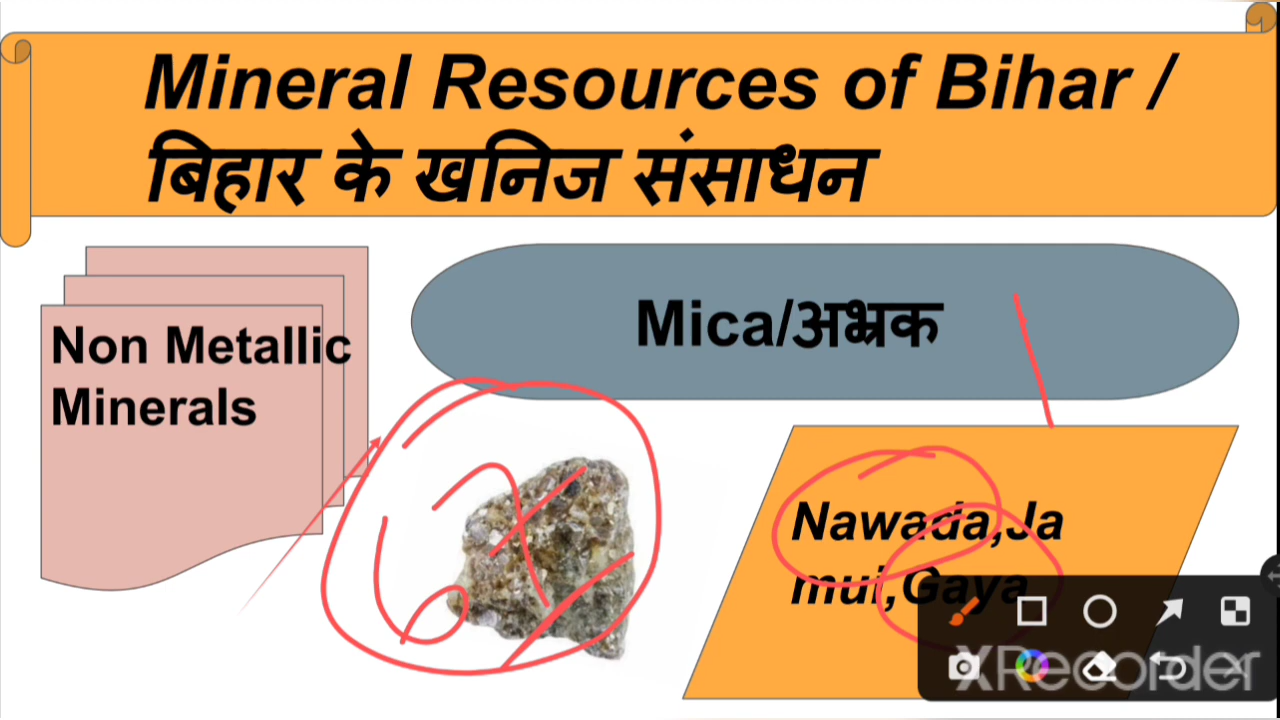 Mineral Resources of Bihar /
बिहार के खनिज संसाधन
Non Metallic
Minerals
Mica/अभ्रक
Nawada,Ja
mui,Gaya
XRecorder